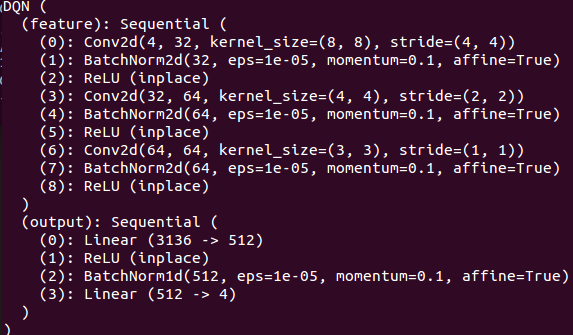 DQN (
  (feature): Sequential (
    (0): Conv2d(4, 32, kernel_size=(8, 8), stride=(4, 4))
    (1): BatchNorm2d(32, eps=1e-05, momentum=0.1, affine=True)
    (2): ReLU (inplace)
    (3): Conv2d(32, 64, kernel_size=(4, 4), stride=(2, 2))
    (4): BatchNorm2d(64, eps=1e-05, momentum=0.1, affine=True)
    (5): ReLU (inplace)
    (6): Conv2d(64, 64, kernel_size=(3, 3), stride=(1, 1))
    (7): BatchNorm2d(64, eps=1e-05, momentum=0.1, affine=True)
    (8): ReLU (inplace)
  )
  (output): Sequential (
    (0): Linear (3136 -> 512)
    (1): ReLU (inplace)
    (2): BatchNorm1d(512, eps=1e-05, momentum=0.1, affine=True)
    (3): Linear (512 -> 4)
  )
)